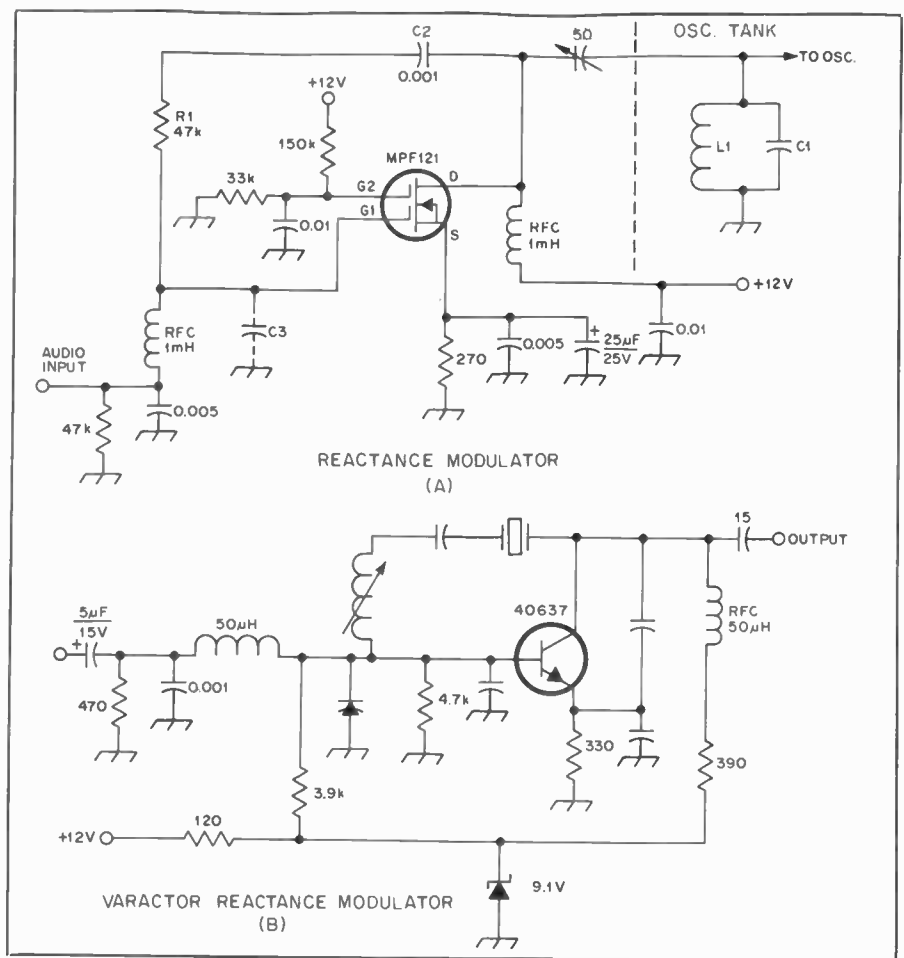 C2
0.001
50
OSC. TANK
TO OSC.
+12V
R1
47k
150k
MPF121
33k
G2
D
G1
S
0.01
L1
C1
RFC
1mH
+12V
C3
RFC
1mH
0.01
AUDIO
INPUT
270
0.005
+
25μF
25V
0.005
47k
REACTANCE MODULATOR
(A)
15
OUTPUT
40637
5μF
15V
+
50μH
RFC
50μH
470
0.001
4.7k
330
390
3.9k
+12V
120
9.1V
VARACTOR REACTANCE MODULATOR
(B)